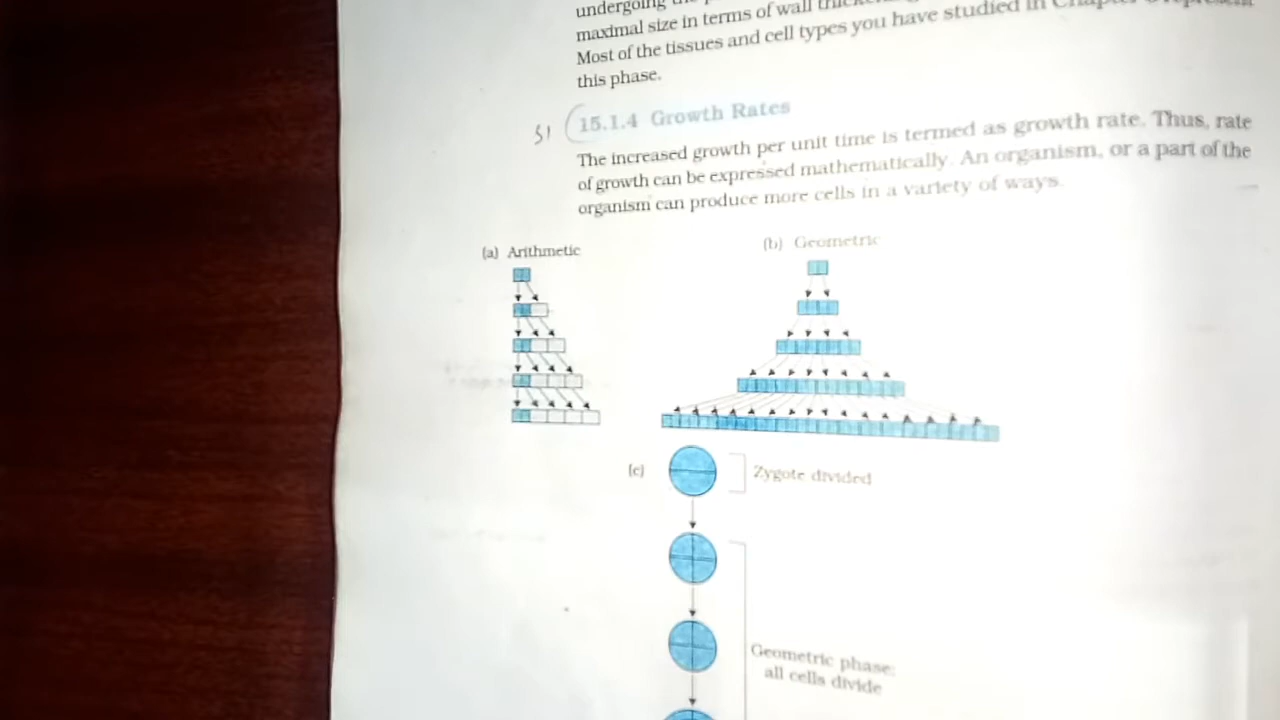 undergoing the
maximal size in terms of wall
Most of the tissues and cell types you have studied in
this phase.
15.1.4 Growth Rates
The increased growth per unit time is termed as growth rate. Thus, rate
of growth can be expressed mathematically. An organism, or a part of the
organism can produce more cells in a variety of ways.
(a) Arithmetic
(b) Geometric
(c)
Zygote divided
Geometric phase:
all cells divide